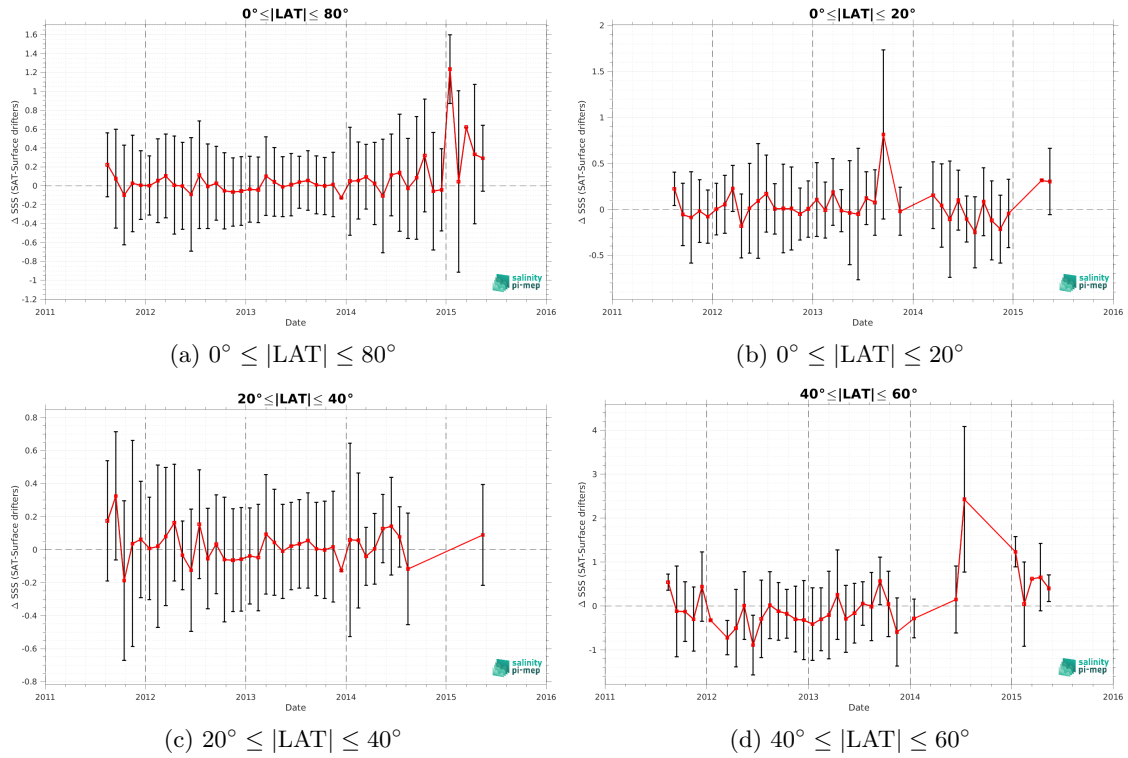 0°≤|LAT|≤ 80°
Δ SSS (SAT-Surface drifters)
1.6
1.4
1.2
1
0.8
0.6
0.4
0.2
0
-0.2
-0.4
-0.6
-0.8
-1
-1.2
2011 2012 2013 2014 2015 2016
Date
salinity
pi-mep
(a) 0° ≤ |LAT| ≤ 80°
0°≤|LAT|≤ 20°
Δ SSS (SAT-Surface drifters)
2
1.5
1
0.5
0
-0.5
2011 2012 2013 2014 2015 2016
Date
salinity
pi-mep
(b) 0° ≤ |LAT| ≤ 20°
20°≤|LAT|≤ 40°
Δ SSS (SAT-Surface drifters)
0.8
0.6
0.4
0.2
0
-0.2
-0.4
-0.6
-0.8
2011 2012 2013 2014 2015 2016
Date
salinity
pi-mep
(c) 20° ≤ |LAT| ≤ 40°
40°≤|LAT|≤ 60°
Δ SSS (SAT-Surface drifters)
4
3
2
1
0
-1
2011 2012 2013 2014 2015 2016
Date
salinity
pi-mep
(d) 40° ≤ |LAT| ≤ 60°